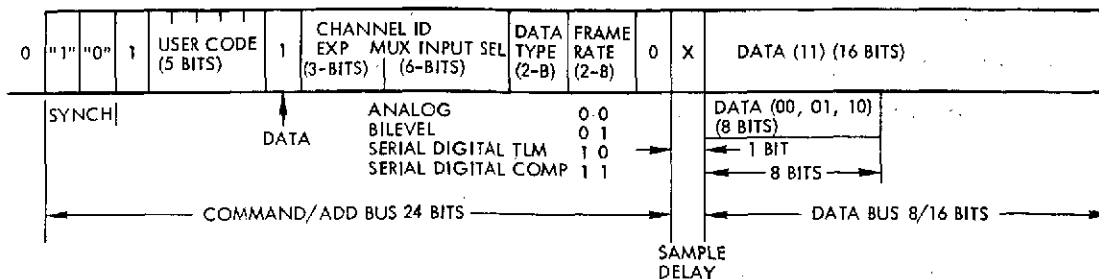 0 "1" "0" 1 USER CODE (5 BITS) 1 CHANNEL ID EXP MUX INPUT SEL (3-BITS) (6-BITS) DATA TYPE (2-B) FRAME RATE (2-B) 0 X DATA (11) (16 BITS)
SYNCH
DATA
ANALOG 0 0
BILEVEL 0 1
SERIAL DIGITAL TLM 1 0
SERIAL DIGITAL COMP 1 1
DATA (00, 01, 10)
(8 BITS)
1 BIT
8 BITS
COMMAND/ADD BUS 24 BITS
DATA BUS 8/16 BITS
SAMPLE
DELAY